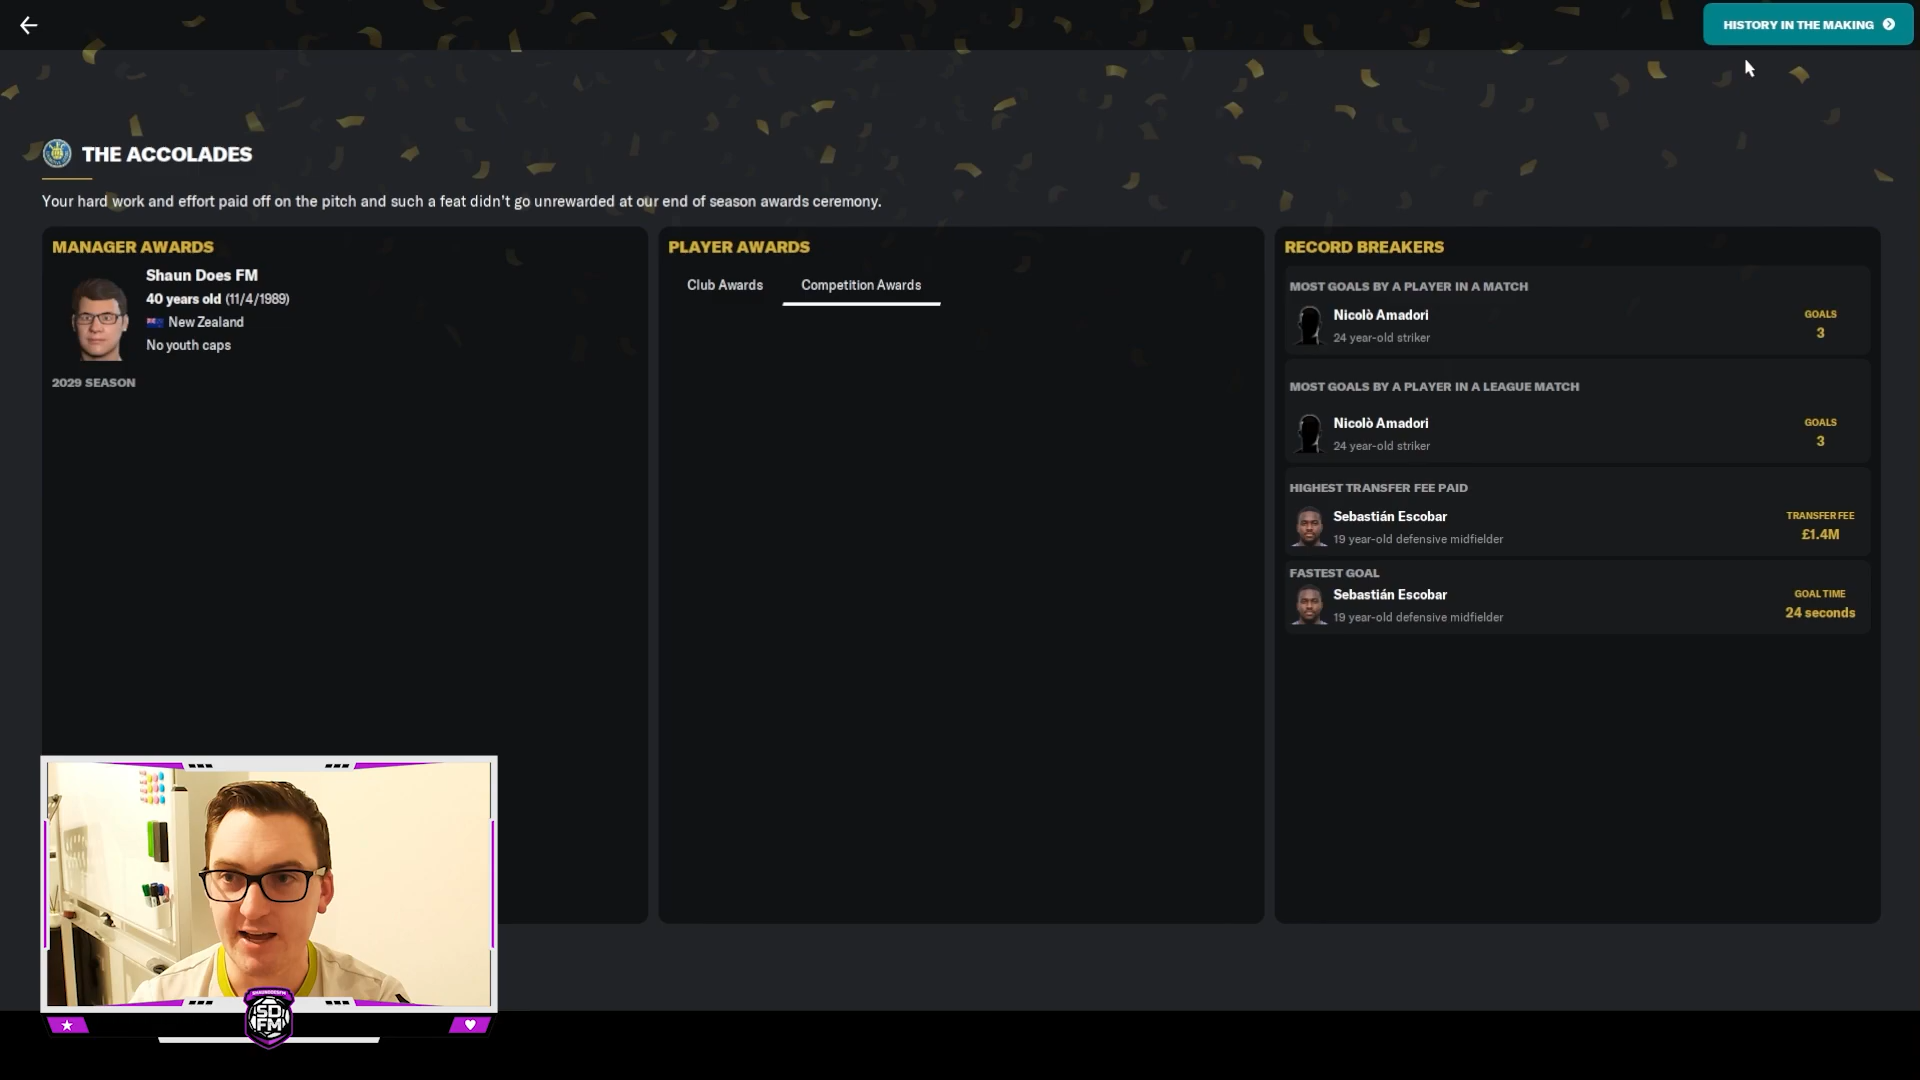 HISTORY IN THE MAKING
THE ACCOLADES
Your hard work and effort paid off on the pitch and such a feat didn't go unrewarded at our end of season awards ceremony.
MANAGER AWARDS
Shaun Does FM
40 years old (11/4/1989)
New Zealand
No youth caps
2029 SEASON
PLAYER AWARDS
Club Awards
Competition Awards
RECORD BREAKERS
MOST GOALS BY A PLAYER IN A MATCH
Nicolò Amadori
24 year-old striker
GOALS
3
MOST GOALS BY A PLAYER IN A LEAGUE MATCH
Nicolò Amadori
24 year-old striker
GOALS
3
HIGHEST TRANSFER FEE PAID
Sebastián Escobar
19 year-old defensive midfielder
TRANSFER FEE
£1.4M
FASTEST GOAL
Sebastián Escobar
19 year-old defensive midfielder
GOAL TIME
24 seconds
SHAUNDOESFM
SD
FM